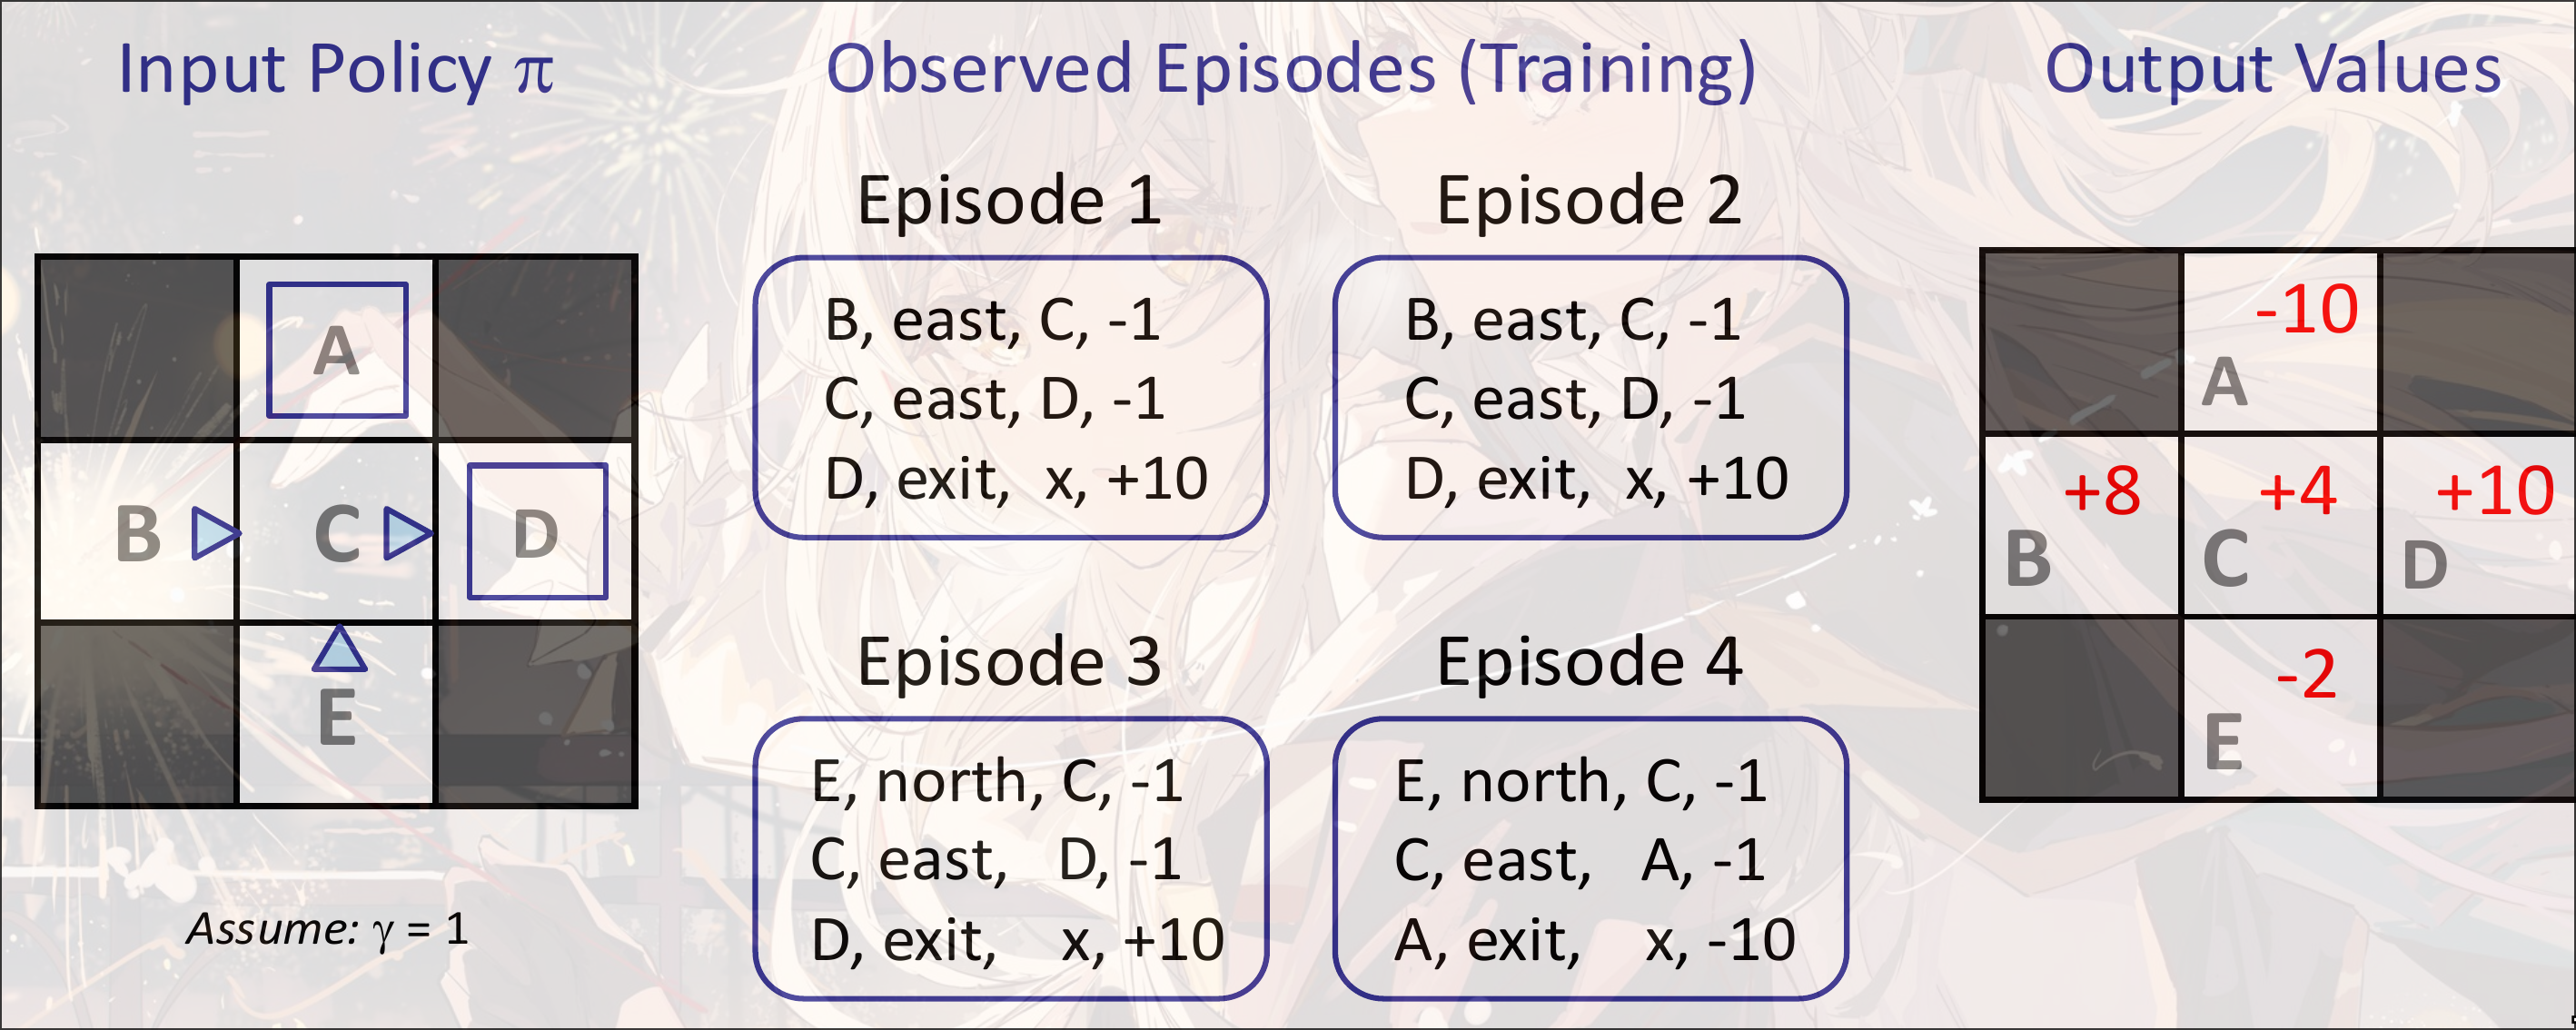 Input Policy π
Observed Episodes (Training)
Output Values
A
B
C
D
E
Assume: γ = 1
Episode 1
B, east, C, -1
C, east, D, -1
D, exit, x, +10
Episode 2
B, east, C, -1
C, east, D, -1
D, exit, x, +10
Episode 3
E, north, C, -1
C, east, D, -1
D, exit, x, +10
Episode 4
E, north, C, -1
C, east, A, -1
A, exit, x, -10
-10
A
+8
B
+4
C
+10
D
-2
E